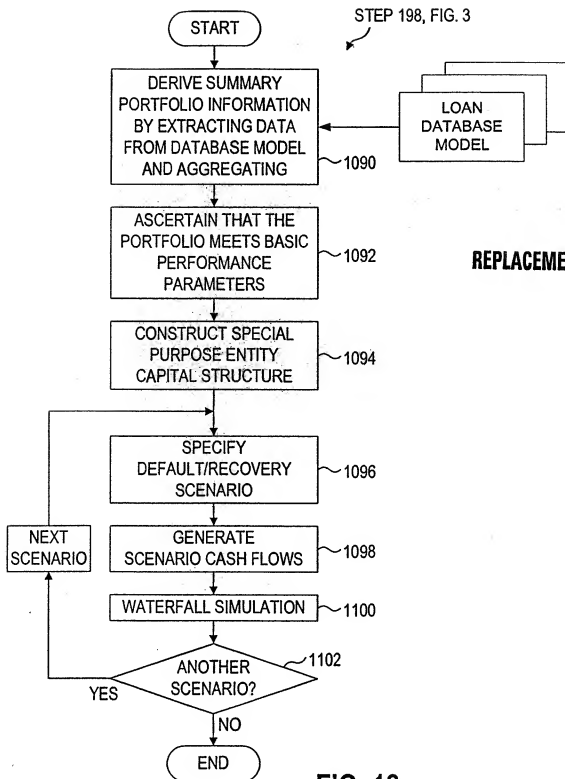 START
STEP 198, FIG. 3
DERIVE SUMMARY
PORTFOLIO INFORMATION
BY EXTRACTING DATA
FROM DATABASE MODEL
AND AGGREGATING
1090
LOAN
DATABASE
MODEL
ASCERTAIN THAT THE
PORTFOLIO MEETS BASIC
PERFORMANCE
PARAMETERS
1092
CONSTRUCT SPECIAL
PURPOSE ENTITY
CAPITAL STRUCTURE
1094
SPECIFY
DEFAULT/RECOVERY
SCENARIO
1096
NEXT
SCENARIO
GENERATE
SCENARIO CASH FLOWS
1098
WATERFALL SIMULATION
1100
ANOTHER
SCENARIO?
1102
YES
NO
END